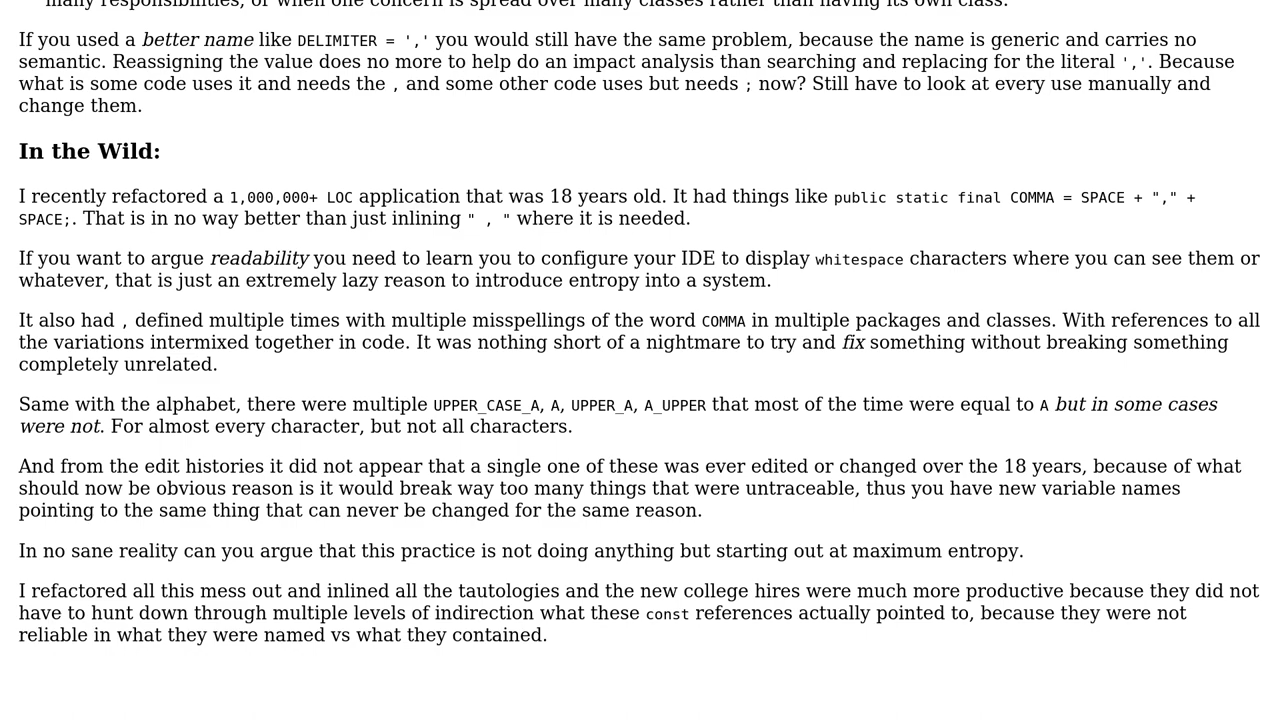 many responsibilities, or when one concern is spread over many classes rather than having its own class.
If you used a better name like DELIMITER = ',' you would still have the same problem, because the name is generic and carries no
semantic. Reassigning the value does no more to help do an impact analysis than searching and replacing for the literal ','. Because
what is some code uses it and needs the , and some other code uses but needs ; now? Still have to look at every use manually and
change them.
In the Wild:
I recently refactored a 1,000,000+ LOC application that was 18 years old. It had things like public static final COMMA = SPACE + "," +
SPACE;. That is in no way better than just inlining " , " where it is needed.
If you want to argue readability you need to learn you to configure your IDE to display whitespace characters where you can see them or
whatever, that is just an extremely lazy reason to introduce entropy into a system.
It also had , defined multiple times with multiple misspellings of the word COMMA in multiple packages and classes. With references to all
the variations intermixed together in code. It was nothing short of a nightmare to try and fix something without breaking something
completely unrelated.
Same with the alphabet, there were multiple UPPER_CASE_A, A, UPPER_A, A_UPPER that most of the time were equal to A but in some cases
were not. For almost every character, but not all characters.
And from the edit histories it did not appear that a single one of these was ever edited or changed over the 18 years, because of what
should now be obvious reason is it would break way too many things that were untraceable, thus you have new variable names
pointing to the same thing that can never be changed for the same reason.
In no sane reality can you argue that this practice is not doing anything but starting out at maximum entropy.
I refactored all this mess out and inlined all the tautologies and the new college hires were much more productive because they did not
have to hunt down through multiple levels of indirection what these const references actually pointed to, because they were not
reliable in what they were named vs what they contained.